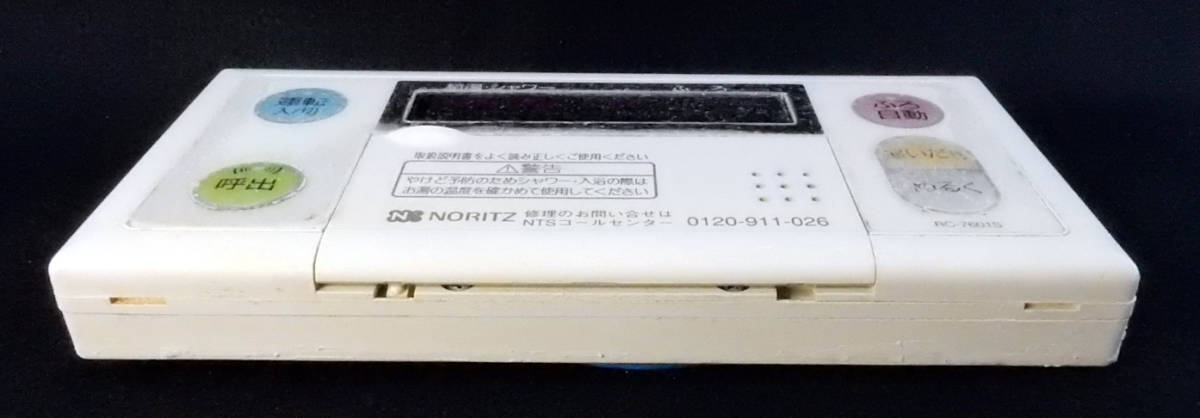 給湯・シャワー
ふろ
運転
入/切
呼出
ふろ
自動
ぬるく
取扱説明書をよく読み正しくご使用ください
⚠警告
やけど予防のためシャワー・入浴の際は
お湯の温度を確かめて使用してください
NORITZ 修理のお問い合せは
NTSコールセンター 0120-911-026
RC-7601S